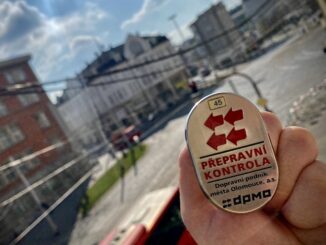 45
PŘEPRAVNÍ
KONTROLA
Dopravní podnik
města Olomouce, a.s.
DPMO